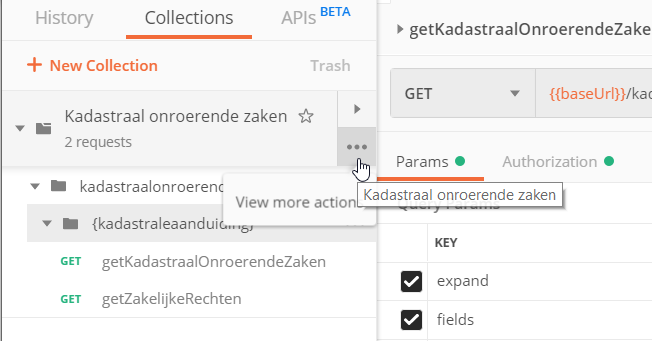 History
Collections
APIs BETA
+ New Collection
Trash
Kadastraal onroerende zaken
2 requests
kadastraalonroerend
View more actions
{kadastraleaanduiding}
GET getKadastraalOnroerendeZaken
GET getZakelijkeRechten
getKadastraalOnroerendeZake
GET
{{baseUrl}}/kad
Params
Authorization
Kadastraal onroerende zaken
Query Params
KEY
expand
fields